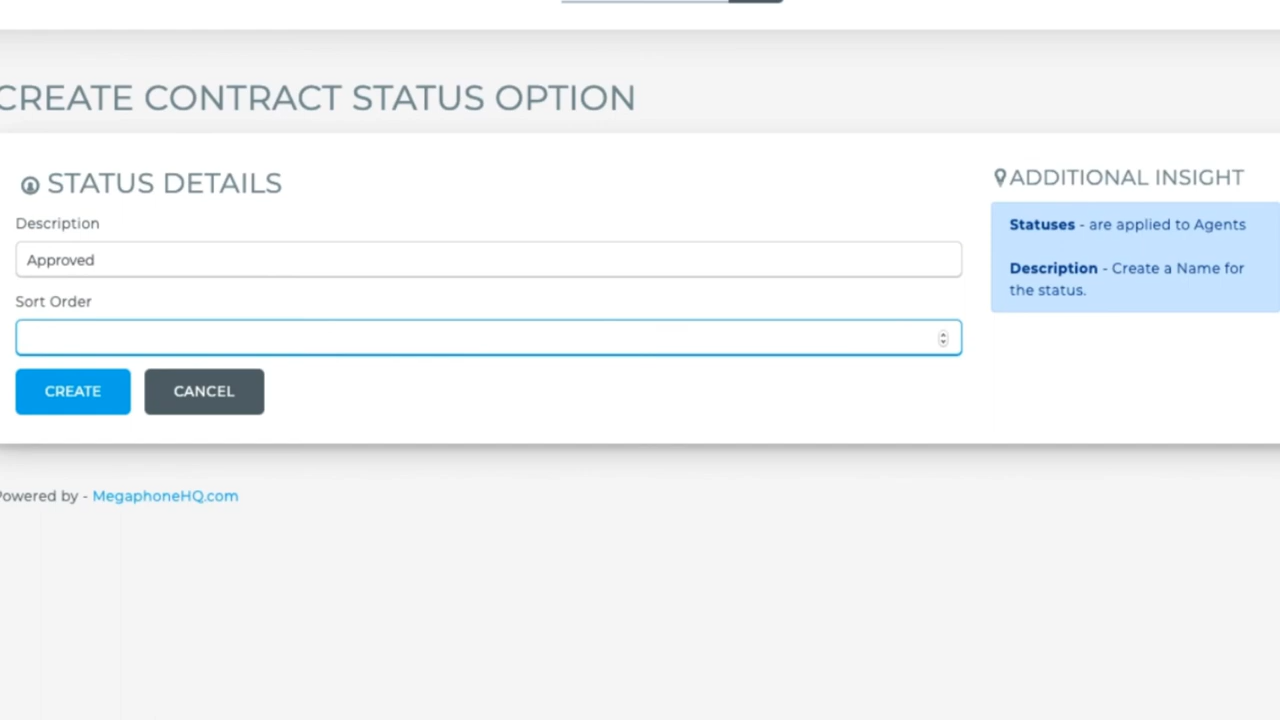 CREATE CONTRACT STATUS OPTION
STATUS DETAILS
Description
Approved
Sort Order
CREATE
CANCEL
ADDITIONAL INSIGHT
Statuses - are applied to Agents
Description - Create a Name for
the status.
Powered by - MegaphoneHQ.com